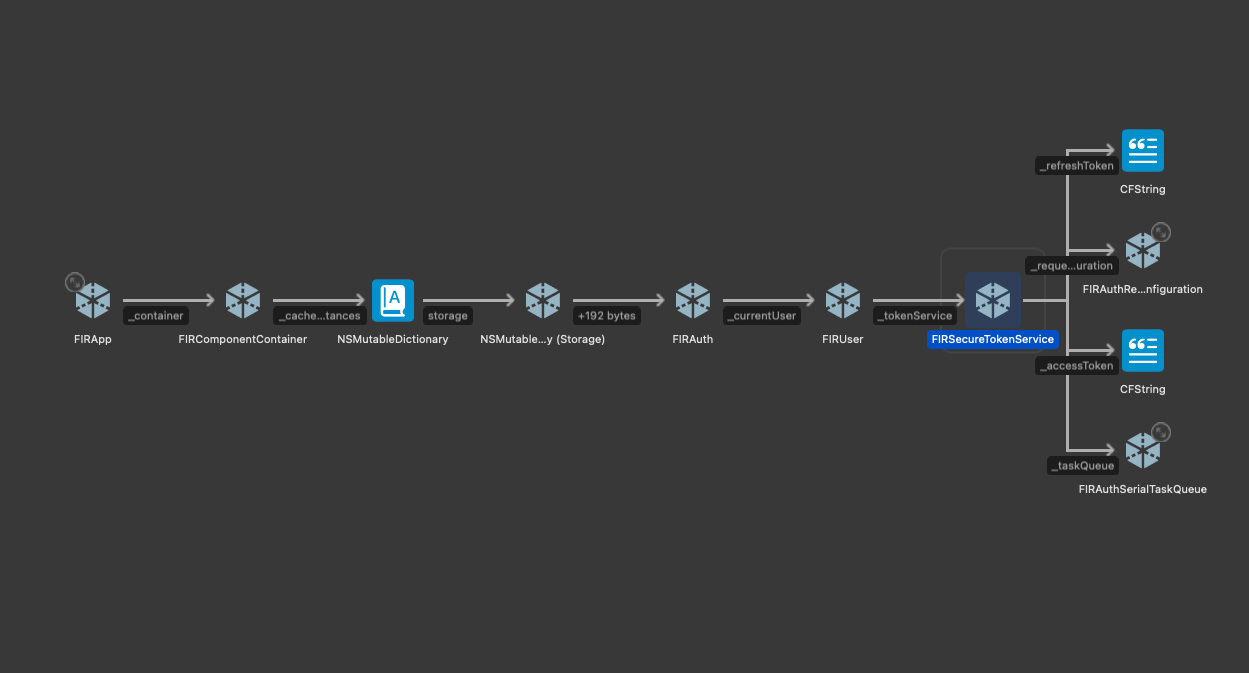 _refreshToken
CFString
_reque...uration
FIRAuthRe...nfiguration
_container
_cache...tances
storage
+192 bytes
_currentUser
_tokenService
FIRApp
FIRComponentContainer
NSMutableDictionary
NSMutable...y (Storage)
FIRAuth
FIRUser
FIRSecureTokenService
_accessToken
CFString
_taskQueue
FIRAuthSerialTaskQueue